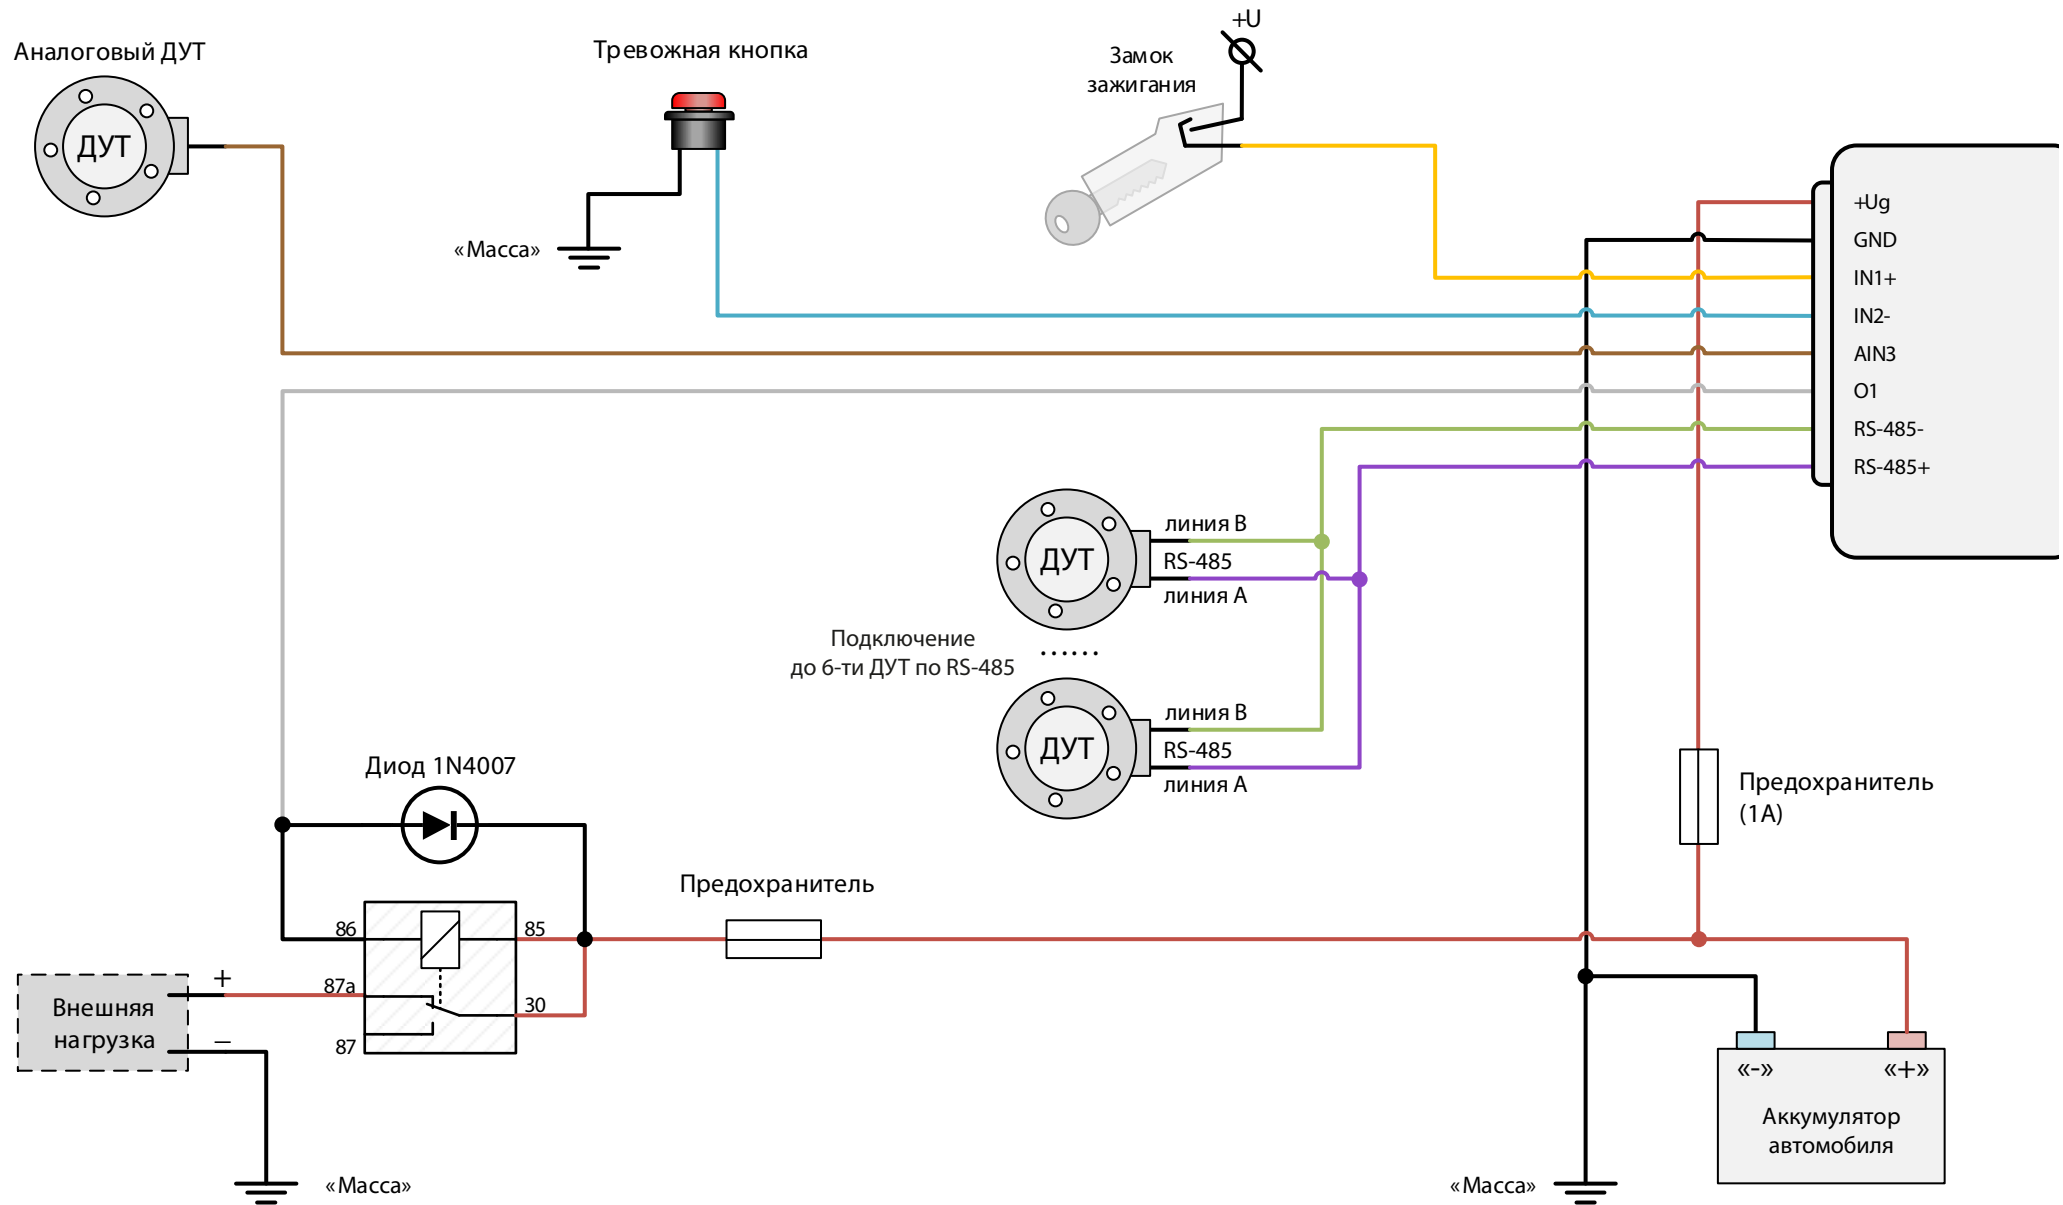 Аналоговый ДУТ
ДУТ
Тревожная кнопка
«Масса»
+U
Замок
зажигания
+Ug
GND
IN1+
IN2-
AIN3
O1
RS-485-
RS-485+
ДУТ
линия B
RS-485
линия A
Подключение
до 6-ти ДУТ по RS-485
......
ДУТ
линия B
RS-485
линия A
Диод 1N4007
Предохранитель
(1А)
Предохранитель
86
85
87a
30
87
Внешняя
нагрузка
+
–
«Масса»
«Масса»
«-»
«+»
Аккумулятор
автомобиля